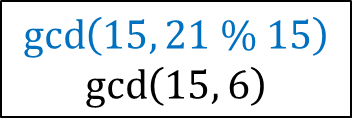 gcd(15, 21 % 15)
gcd(15, 6)